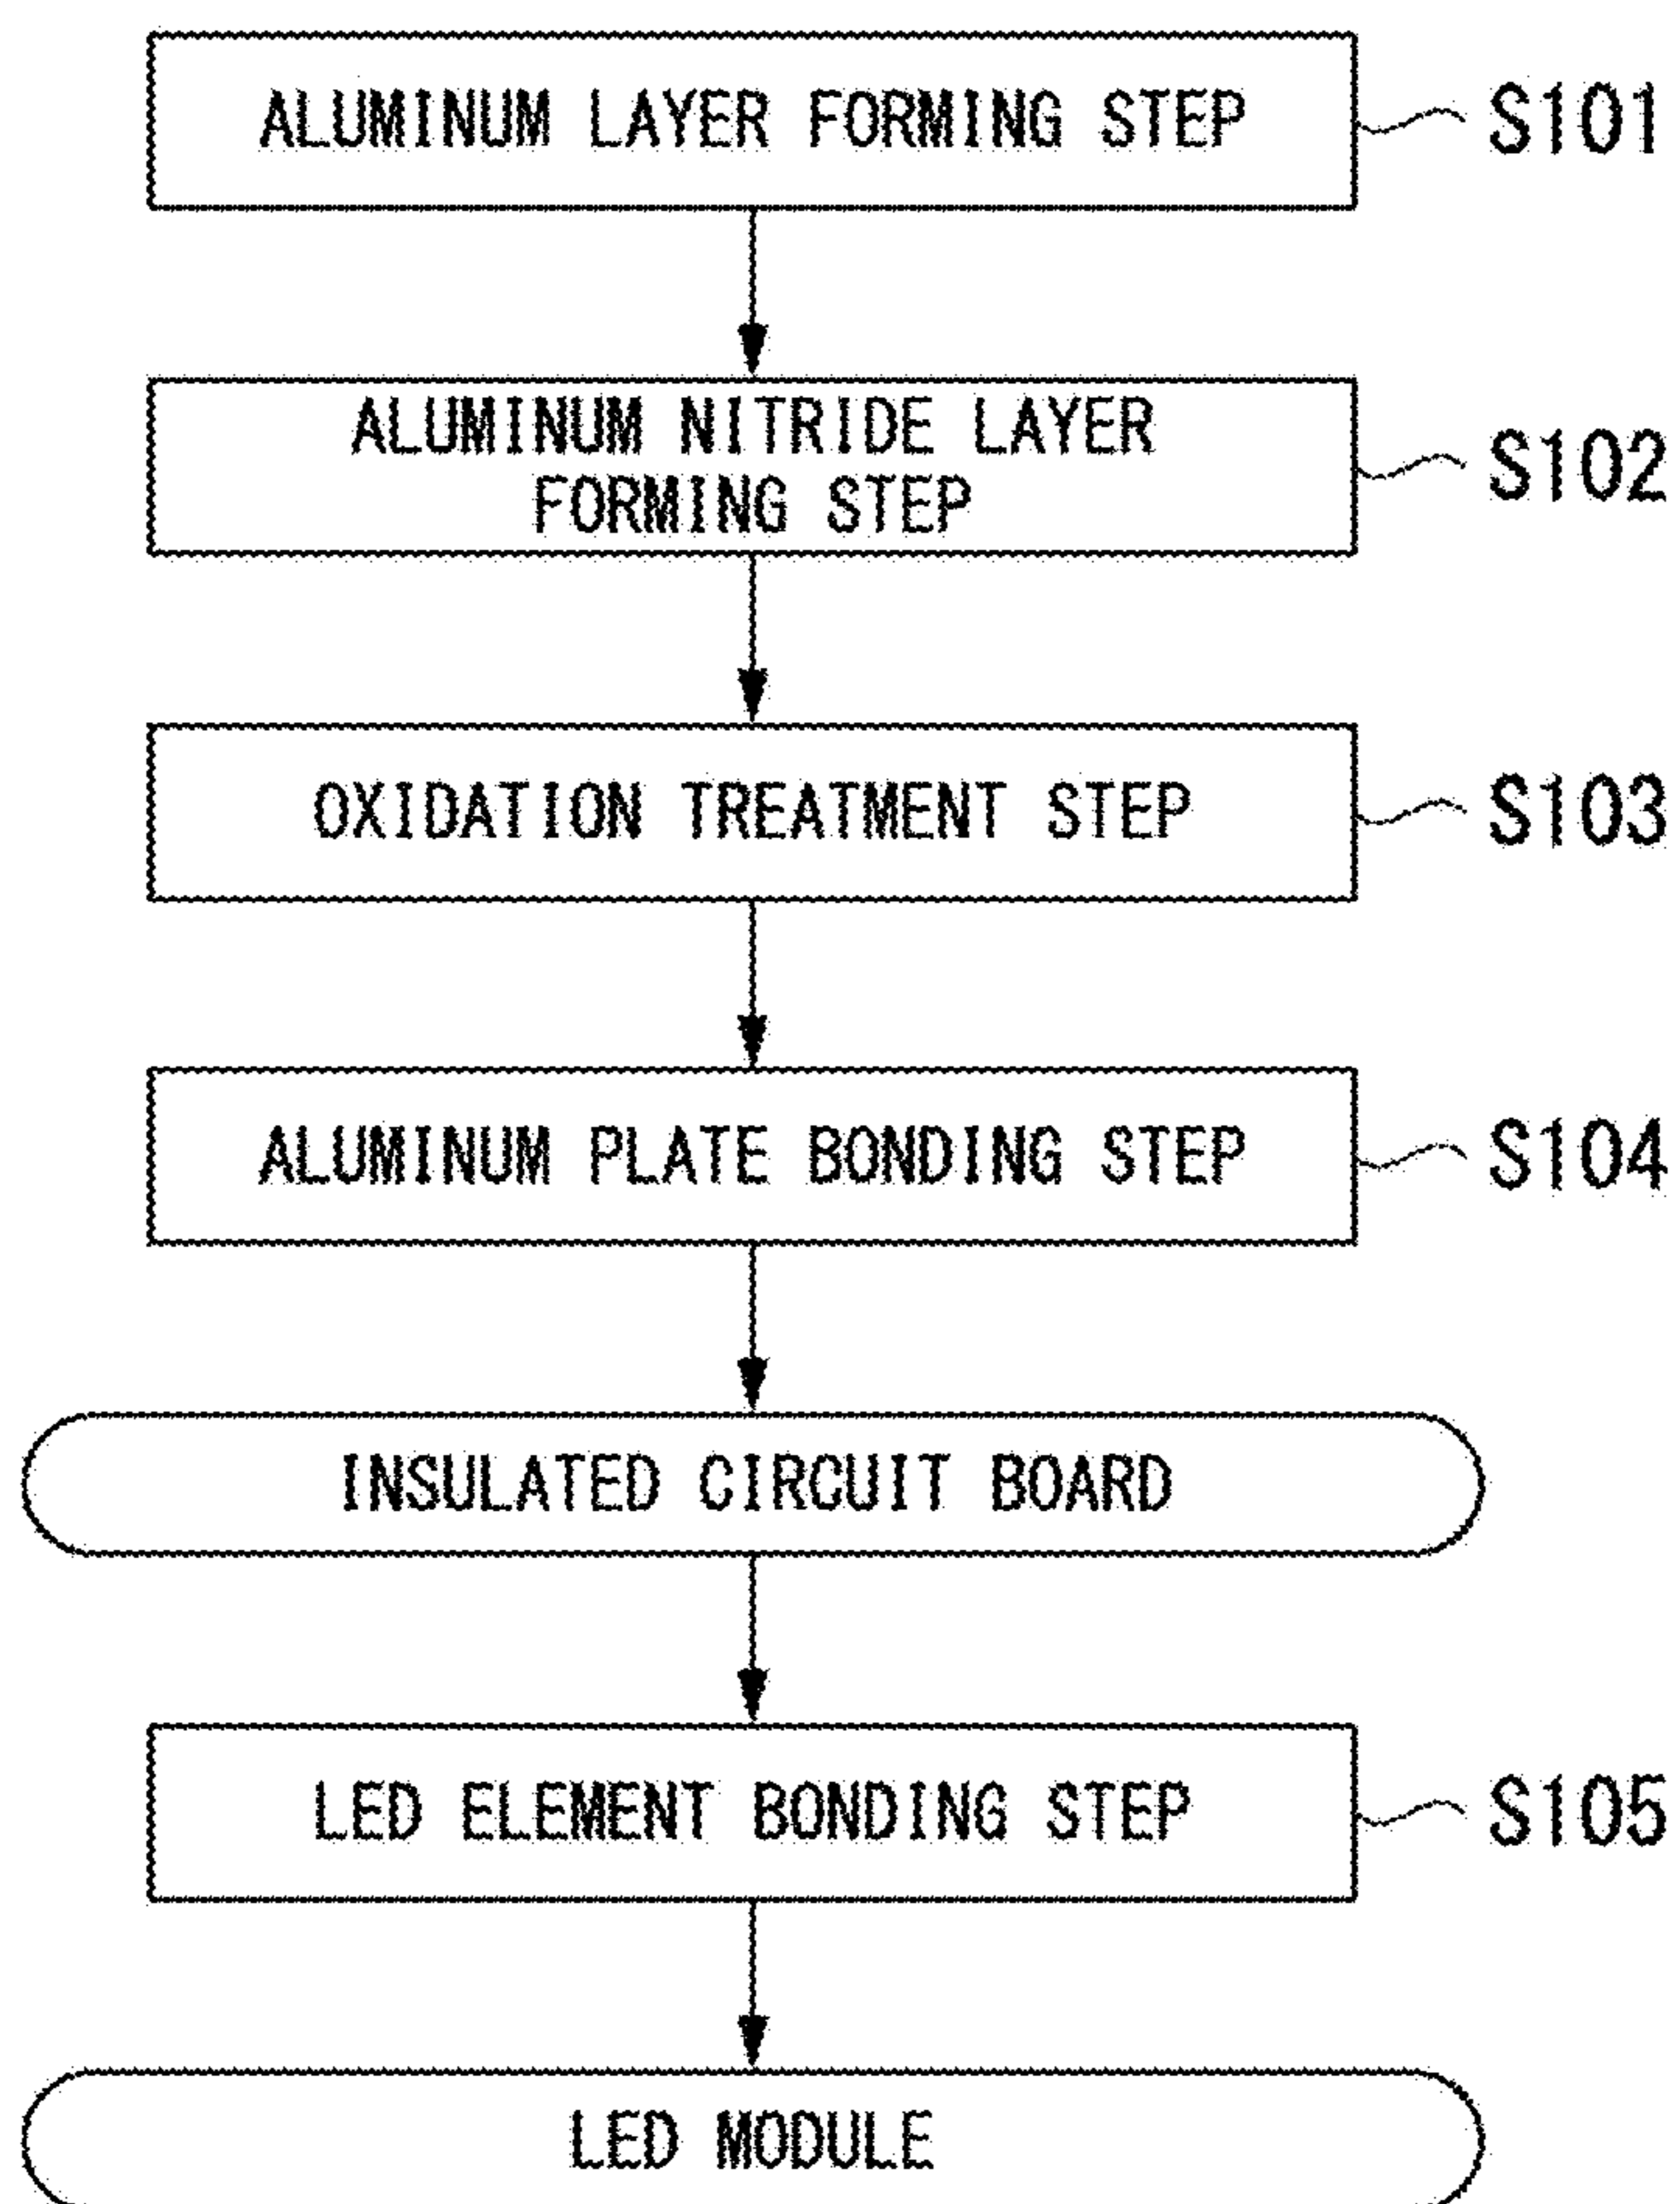 ALUMINUM LAYER FORMING STEP
S101
ALUMINUM NITRIDE LAYER
FORMING STEP
S102
OXIDATION TREATMENT STEP
S103
ALUMINUM PLATE BONDING STEP
S104
INSULATED CIRCUIT BOARD
LED ELEMENT BONDING STEP
S105
LED MODULE